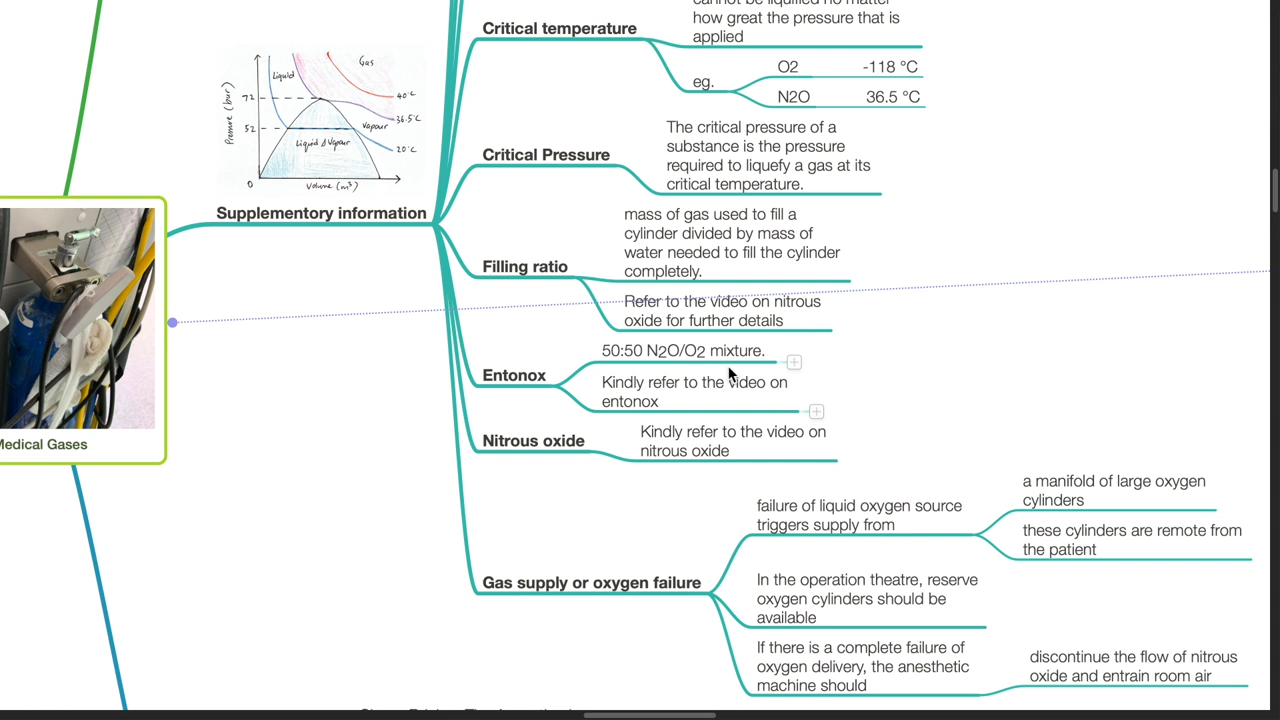 cannot be liquified no matter
how great the pressure that is
applied
Critical temperature
eg.
O2 -118 °C
N2O 36.5 °C
Pressure (bar)
72
52
0
Liquid
Gas
40°C
36.5°C
Vapour
20°C
Liquid & Vapour
Volume (m³)
The critical pressure of a
substance is the pressure
required to liquefy a gas at its
critical temperature.
Critical Pressure
Supplementory information
mass of gas used to fill a
cylinder divided by mass of
water needed to fill the cylinder
completely.
Filling ratio
Refer to the video on nitrous
oxide for further details
50:50 N2O/O2 mixture.
Entonox
Kindly refer to the video on
entonox
Nitrous oxide
Kindly refer to the video on
nitrous oxide
Medical Gases
failure of liquid oxygen source
triggers supply from
a manifold of large oxygen
cylinders
these cylinders are remote from
the patient
Gas supply or oxygen failure
In the operation theatre, reserve
oxygen cylinders should be
available
If there is a complete failure of
oxygen delivery, the anesthetic
machine should
discontinue the flow of nitrous
oxide and entrain room air